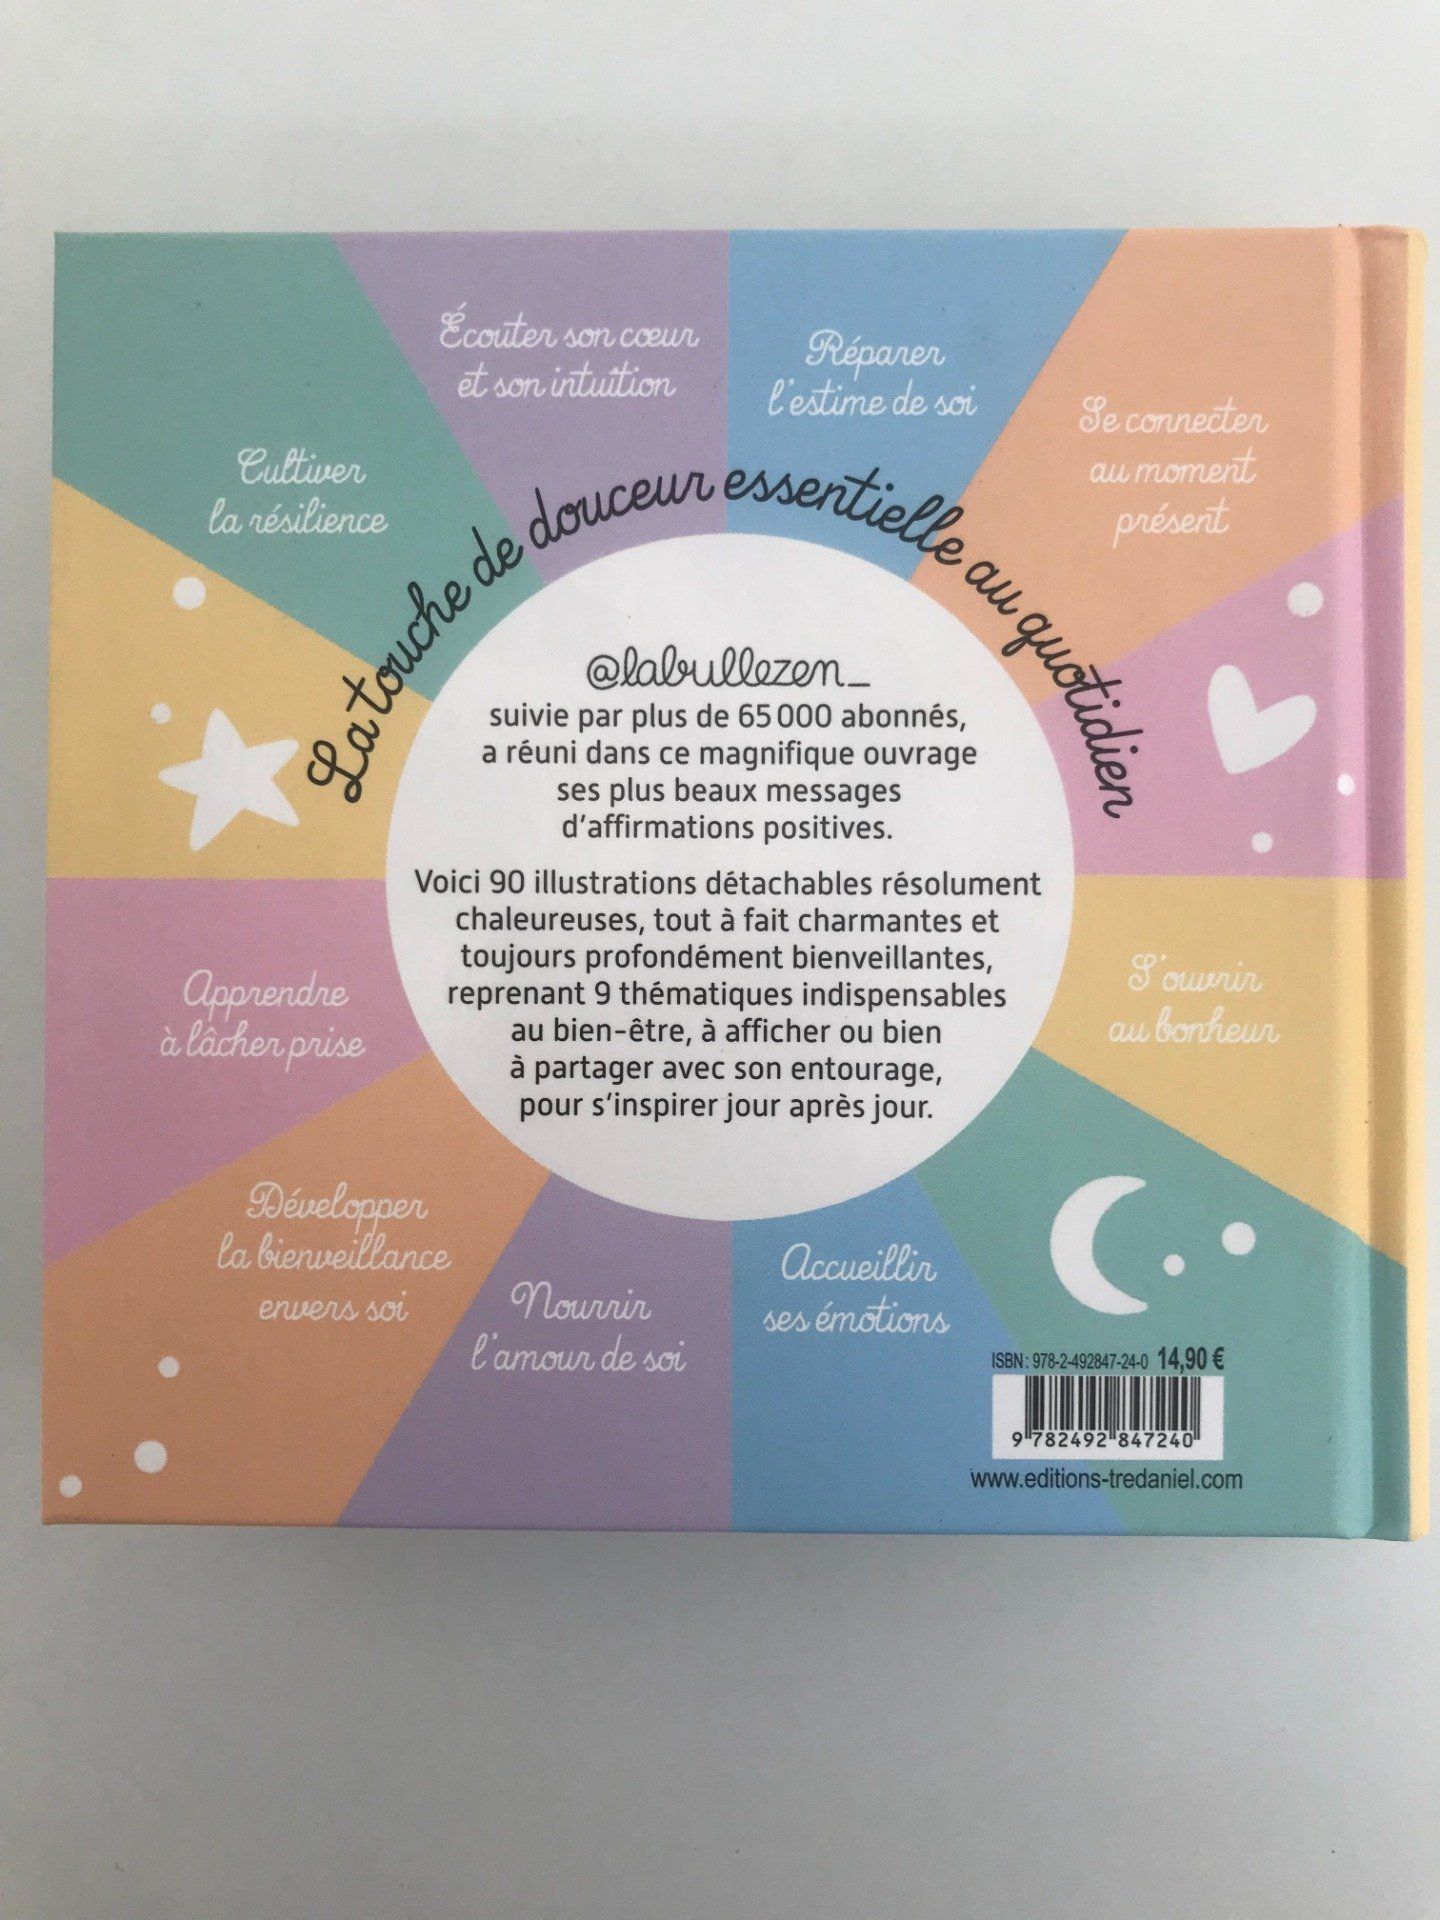 Écouter son cœur
et son intuition
Réparer
l'estime de soi
Se connecter
au moment
présent
Cultiver
la résilience
La touche de douceur essentielle au quotidien
@labullezen_
suivie par plus de 65 000 abonnés,
a réuni dans ce magnifique ouvrage
ses plus beaux messages
d'affirmations positives.
Voici 90 illustrations détachables résolument
chaleureuses, tout à fait charmantes et
toujours profondément bienveillantes,
reprenant 9 thématiques indispensables
au bien-être, à afficher ou bien
à partager avec son entourage,
pour s'inspirer jour après jour.
Apprendre
à lâcher prise
S'ouvrir
au bonheur
Développer
la bienveillance
envers soi
Nourrir
l'amour de soi
Accueillir
ses émotions
ISBN : 978-2-492847-24-0 14,90 €
9 782492 847240
www.editions-tredaniel.com